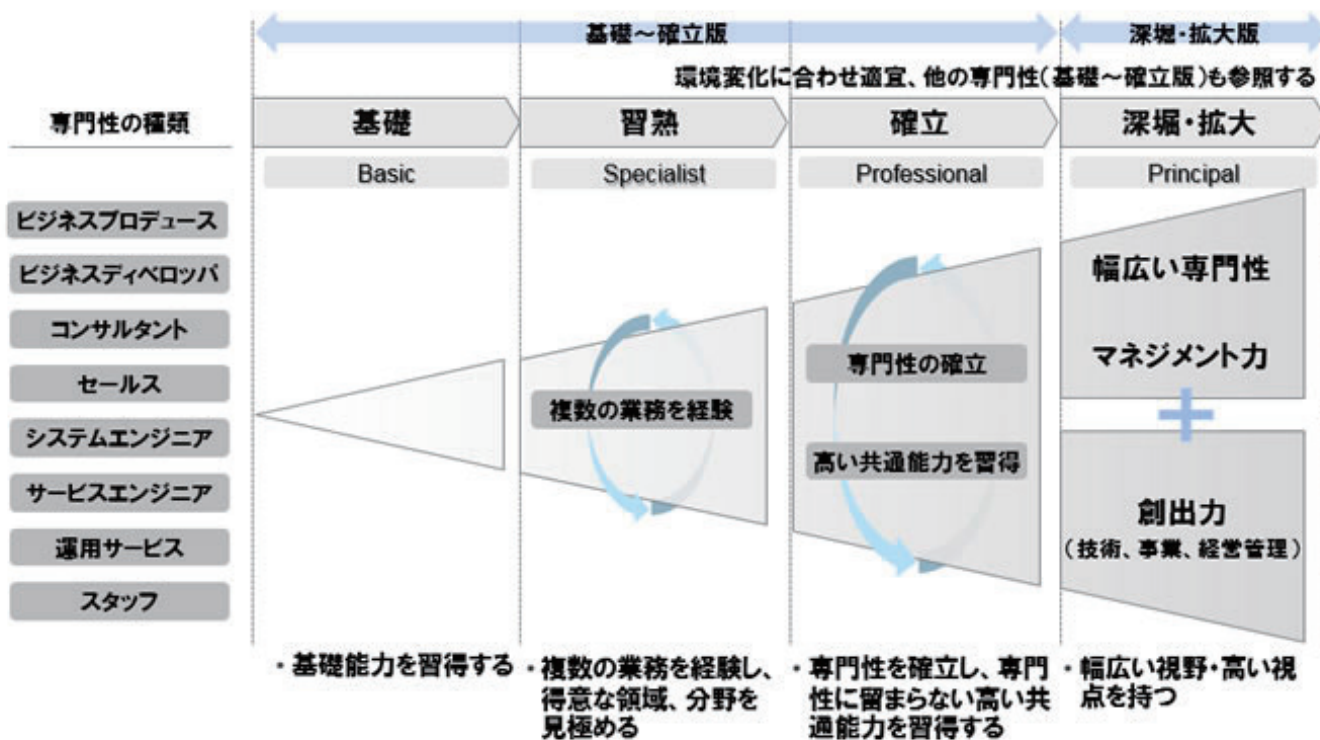 基礎～確立版
深堀・拡大版
環境変化に合わせ適宜、他の専門性(基礎～確立版)も参照する
専門性の種類
基礎
習熟
確立
深堀・拡大
Basic
Specialist
Professional
Principal
ビジネスプロデュース
ビジネスディベロッパ
コンサルタント
セールス
システムエンジニア
サービスエンジニア
運用サービス
スタッフ
複数の業務を経験
専門性の確立
高い共通能力を習得
幅広い専門性
マネジメント力
+
創出力
(技術、事業、経営管理)
・基礎能力を習得する
・複数の業務を経験し、
得意な領域、分野を
見極める
・専門性を確立し、専門
性に留まらない高い共
通能力を習得する
・幅広い視野・高い視
点を持つ